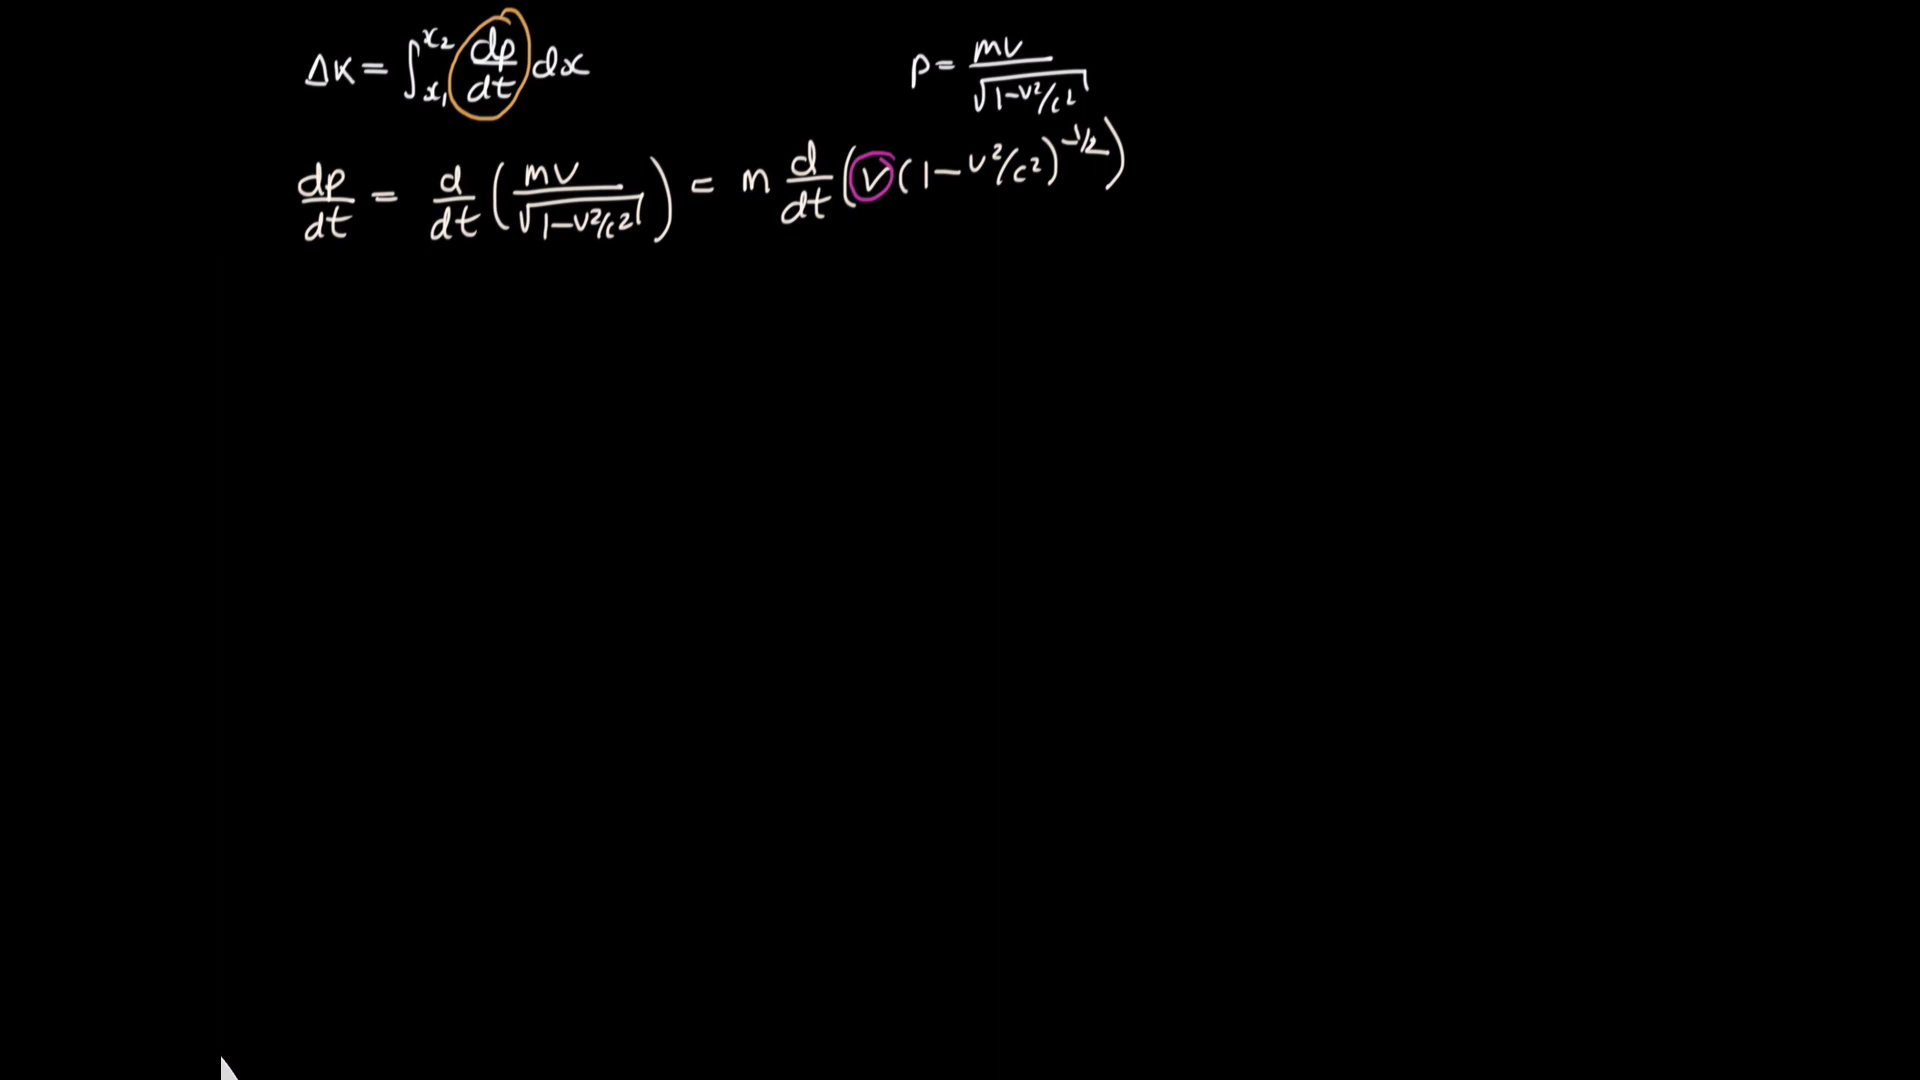 ΔK = ∫_{x₁}^{x₂} dp/dt dx    p = mv/√(1-v²/c²)
dp/dt = d/dt (mv/√(1-v²/c²)) = m d/dt (v(1-v²/c²)^{-1/2})